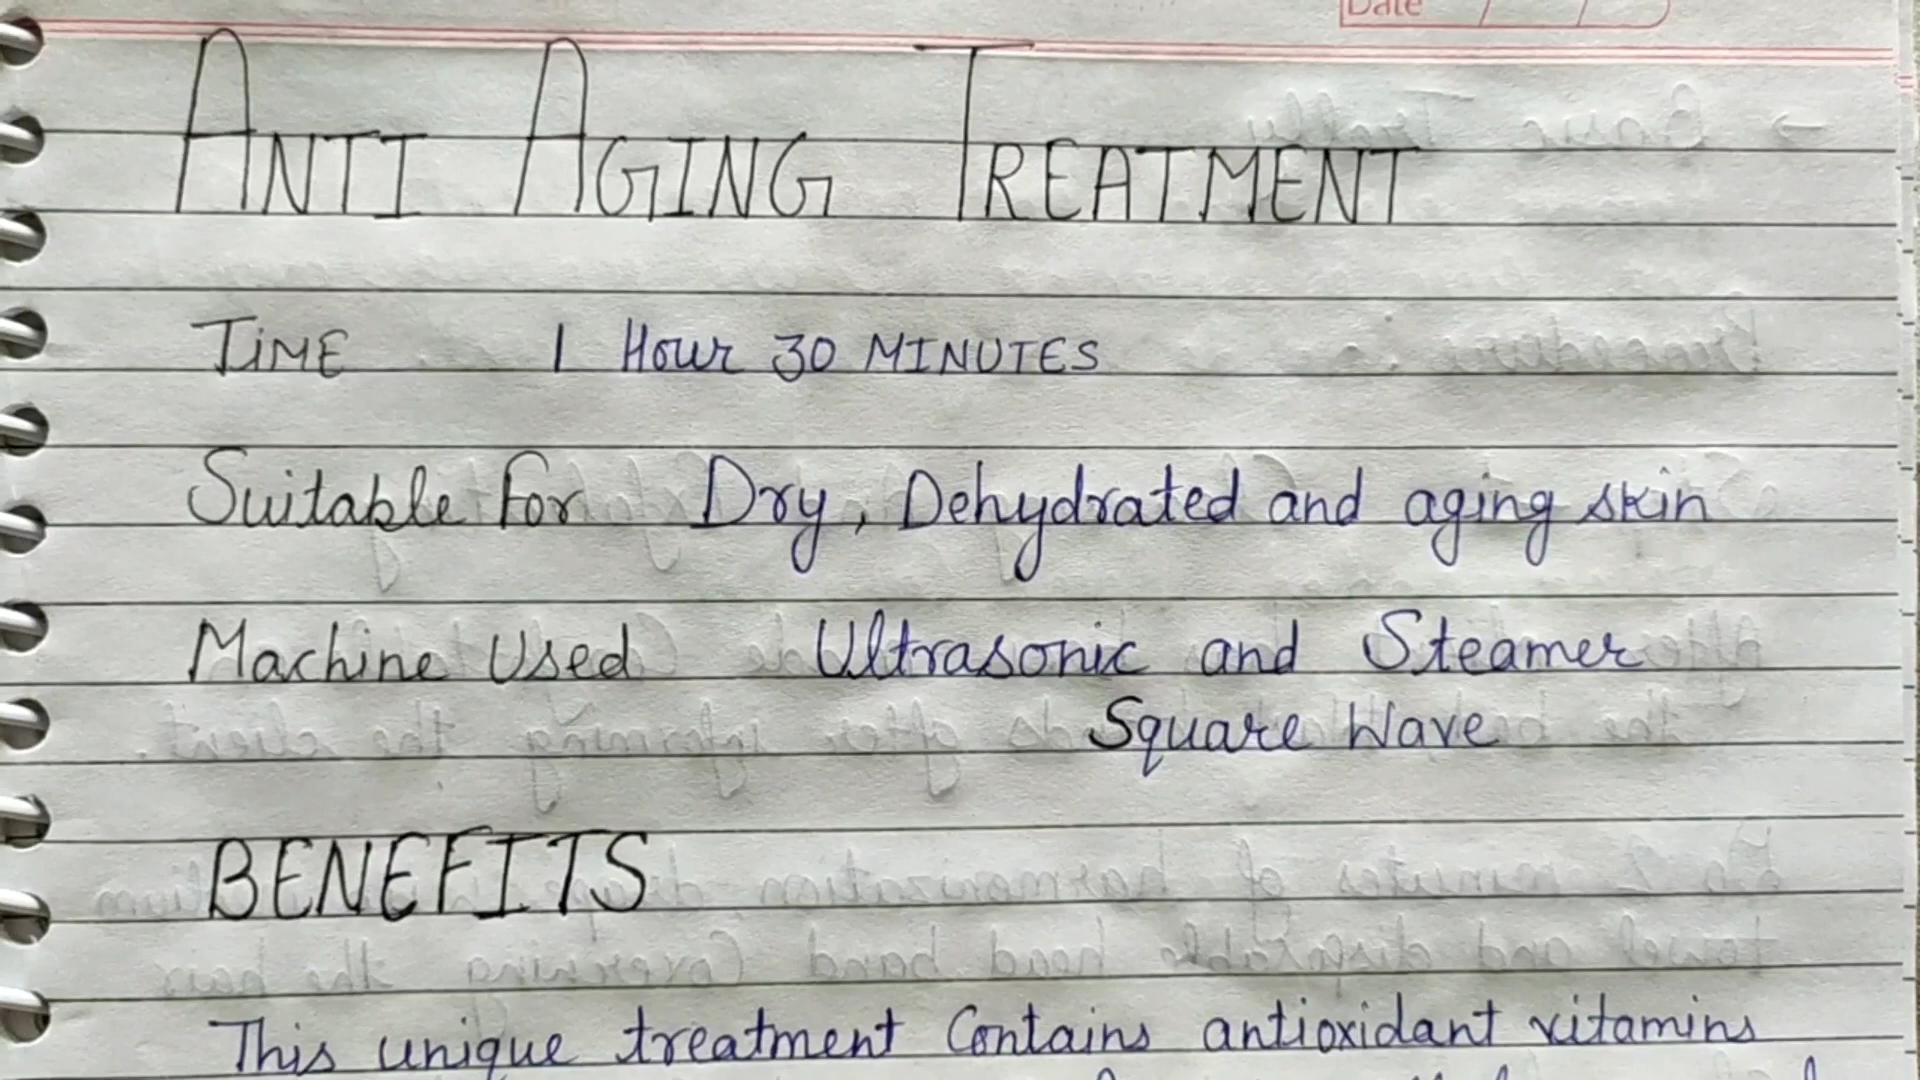 Date / /
ANTI AGING TREATMENT
TiME 1 Hour 30 MINUTES
Suitable For Dry, Dehydrated and aging skin
Machine Used Ultrasonic and Steamer
Square Wave
BENEFITS
This unique treatment Contains antioxidant vitamins